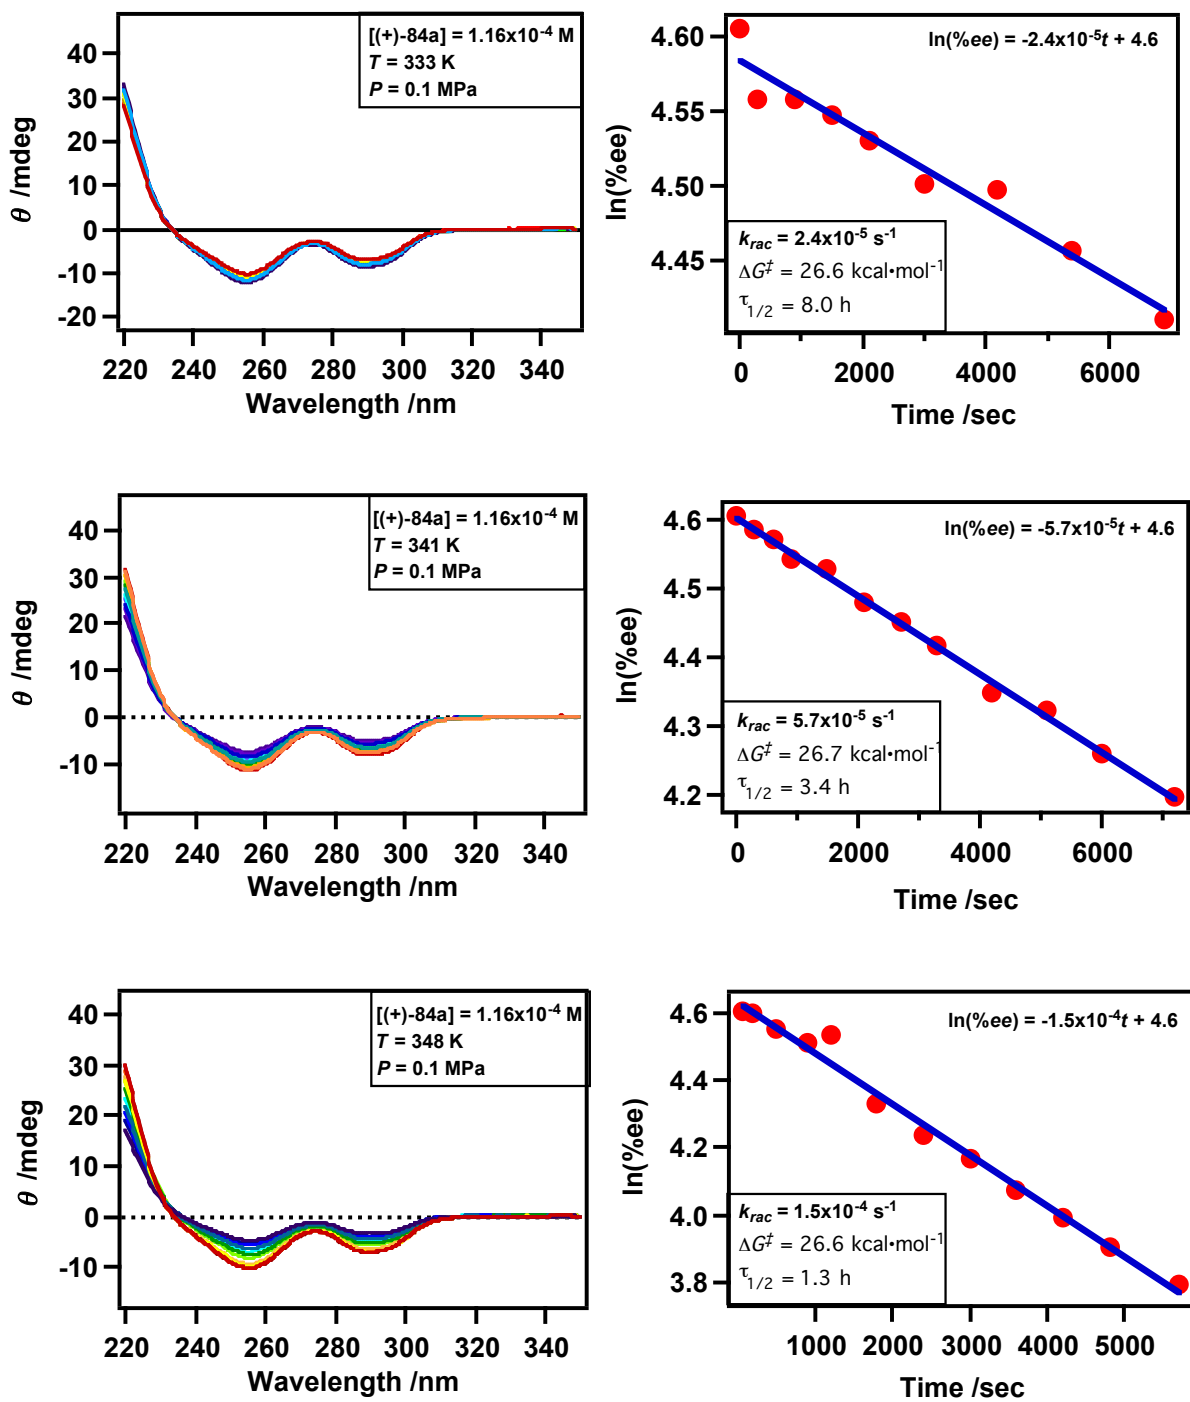 [(+)-84a] = 1.16x10⁻⁴ M
T = 333 K
P = 0.1 MPa
40
30
20
10
0
-10
-20
θ /mdeg
220 240 260 280 300 320 340
Wavelength /nm
ln(%ee) = -2.4x10⁻⁵t + 4.6
4.60
4.55
4.50
4.45
ln(%ee)
k_rac = 2.4x10⁻⁵ s⁻¹
ΔG‡ = 26.6 kcal•mol⁻¹
τ1/2 = 8.0 h
0 2000 4000 6000
Time /sec
[(+)-84a] = 1.16x10⁻⁴ M
T = 341 K
P = 0.1 MPa
40
30
20
10
0
-10
θ /mdeg
220 240 260 280 300 320 340
Wavelength /nm
ln(%ee) = -5.7x10⁻⁵t + 4.6
4.6
4.5
4.4
4.3
4.2
ln(%ee)
k_rac = 5.7x10⁻⁵ s⁻¹
ΔG‡ = 26.7 kcal•mol⁻¹
τ1/2 = 3.4 h
0 2000 4000 6000
Time /sec
[(+)-84a] = 1.16x10⁻⁴ M
T = 348 K
P = 0.1 MPa
40
30
20
10
0
-10
θ /mdeg
220 240 260 280 300 320 340
Wavelength /nm
ln(%ee) = -1.5x10⁻⁴t + 4.6
4.6
4.4
4.2
4.0
3.8
ln(%ee)
k_rac = 1.5x10⁻⁴ s⁻¹
ΔG‡ = 26.6 kcal•mol⁻¹
τ1/2 = 1.3 h
1000 2000 3000 4000 5000
Time /sec